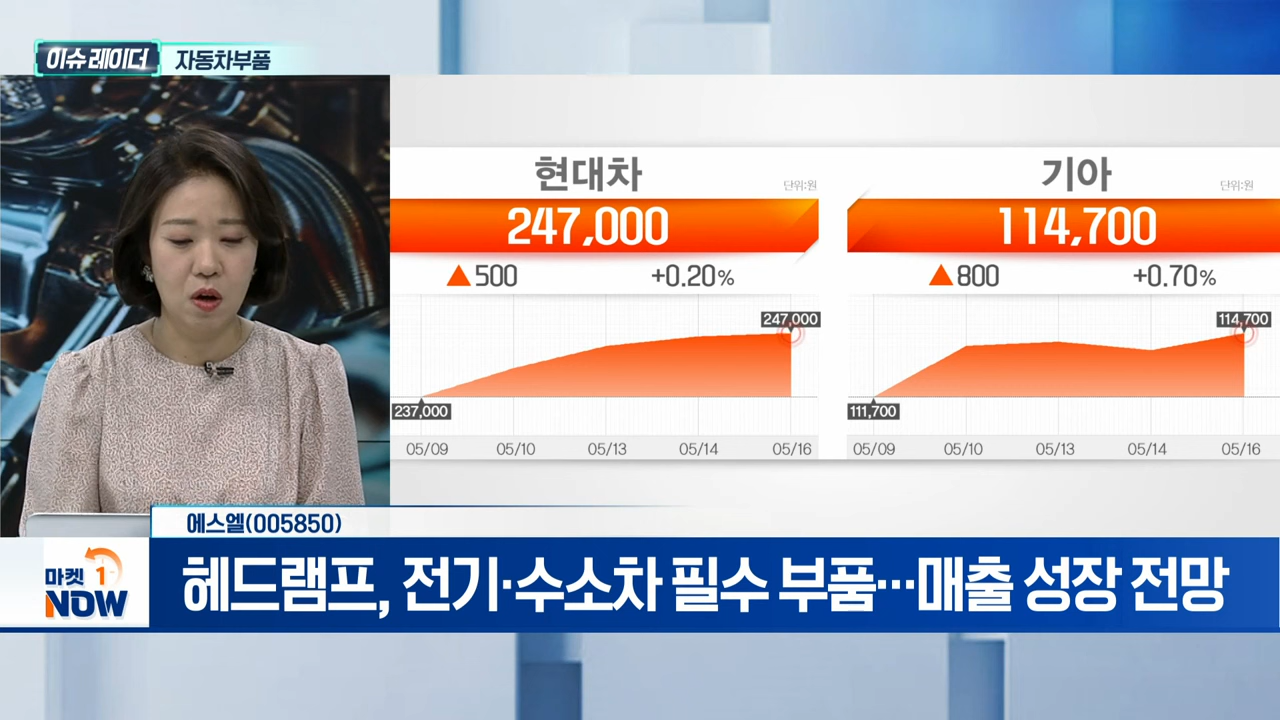 이슈 레이더 자동차부품
현대차
단위:원
247,000
▲500 +0.20%
247,000
237,000
05/09 05/10 05/13 05/14 05/16
기아
단위:원
114,700
▲800 +0.70%
114,700
111,700
05/09 05/10 05/13 05/14 05/16
에스엘(005850)
마켓 1
NOW
헤드램프, 전기·수소차 필수 부품…매출 성장 전망